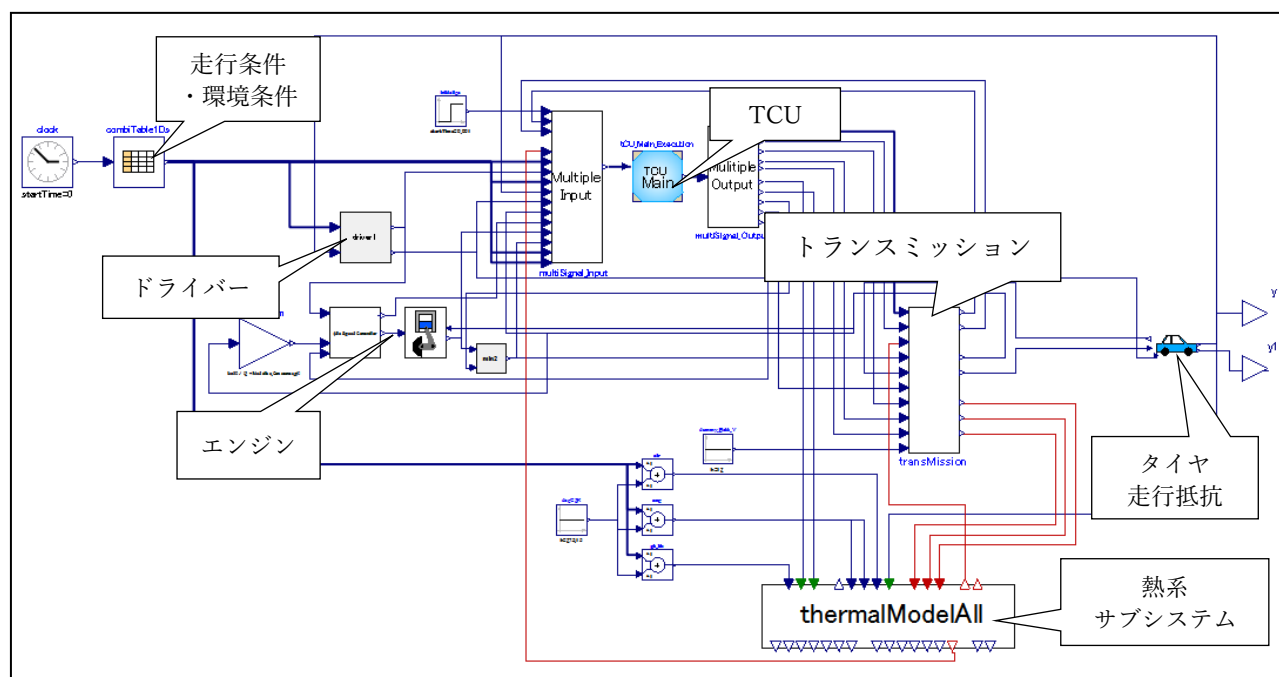 走行条件
・環境条件
TCU
clock
combiTable1Ds
startTime=0
tCU_Main_Execution
Multiple
Input
TCU
Main
Multiple
Output
multiSignal_Input
driver1
ドライバー
トランスミッション
エンジン
y
y1
transMission
タイヤ
走行抵抗
thermalModelAll
熱系
サブシステム